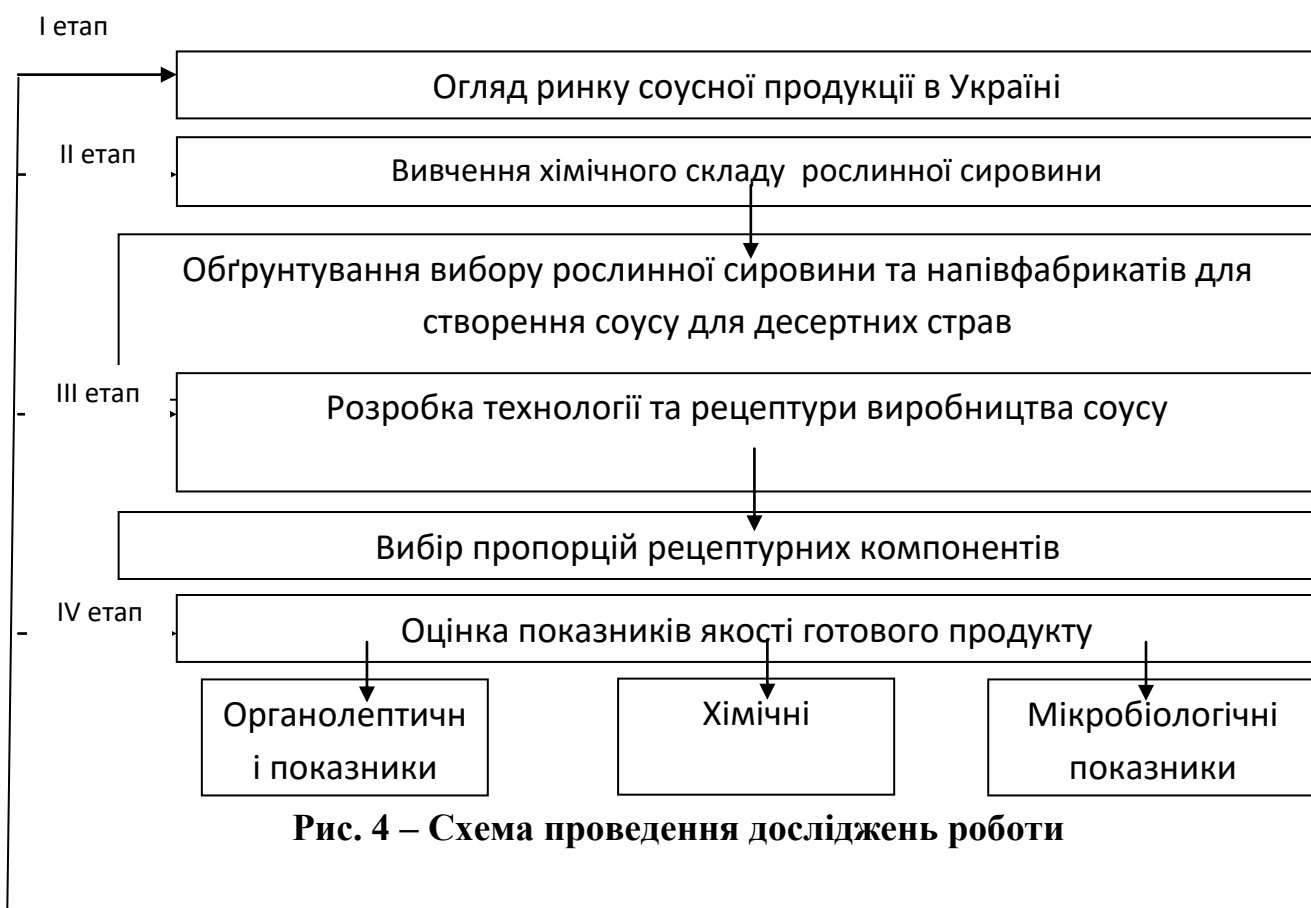 І етап
Огляд ринку соусної продукції в Україні
ІІ етап
Вивчення хімічного складу рослинної сировини
Обґрунтування вибору рослинної сировини та напівфабрикатів для
створення соусу для десертних страв
ІІІ етап
Розробка технології та рецептури виробництва соусу
Вибір пропорцій рецептурних компонентів
IV етап
Оцінка показників якості готового продукту
Органолептичн
і показники
Хімічні
Мікробіологічні
показники
Рис. 4 – Схема проведення досліджень роботи